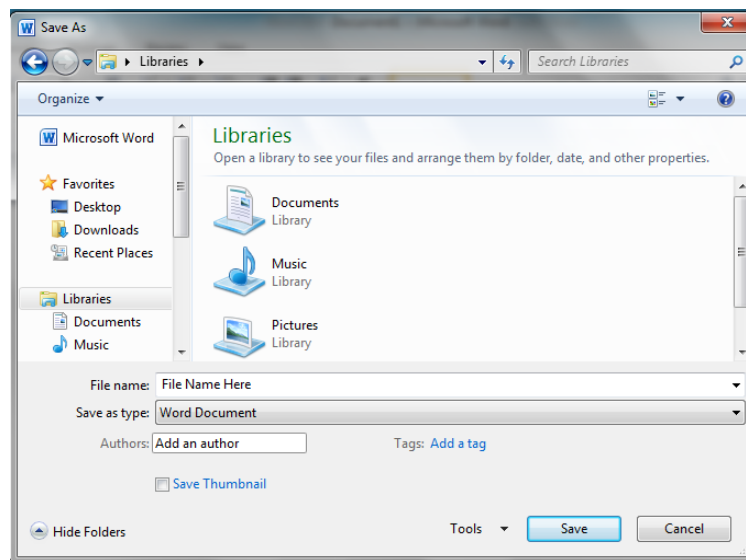 Save As
Libraries
Search Libraries
Organize
Microsoft Word
Favorites
Desktop
Downloads
Recent Places
Libraries
Documents
Music
Libraries
Open a library to see your files and arrange them by folder, date, and other properties.
Documents
Library
Music
Library
Pictures
Library
File name: File Name Here
Save as type: Word Document
Authors: Add an author Tags: Add a tag
Save Thumbnail
Hide Folders Tools Save Cancel